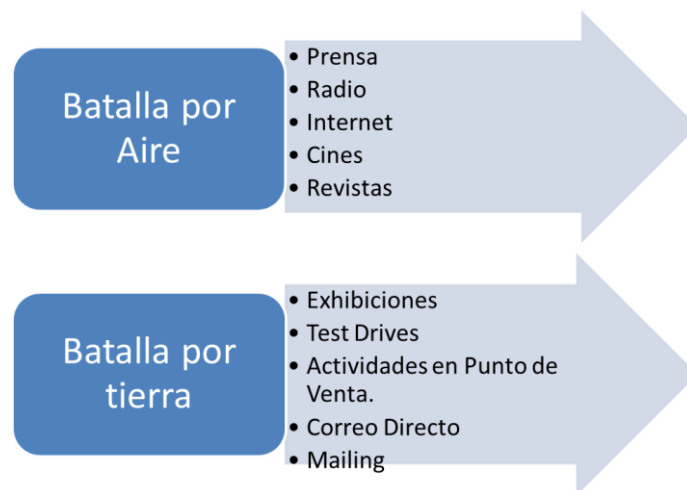 Batalla por
Aire
• Prensa
• Radio
• Internet
• Cines
• Revistas
Batalla por
tierra
• Exhibiciones
• Test Drives
• Actividades en Punto de
Venta.
• Correo Directo
• Mailing